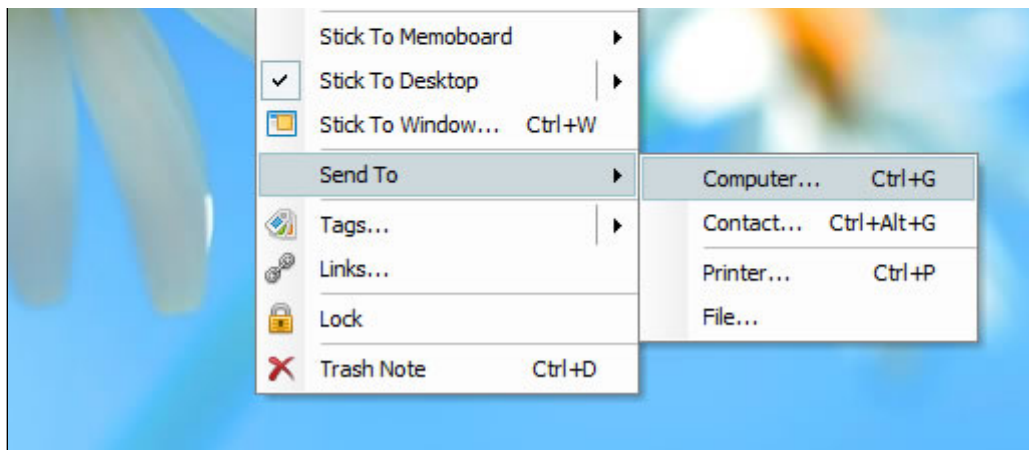 Stick To Memoboard
Stick To Desktop
Stick To Window... Ctrl+W
Send To
Tags...
Links...
Lock
Trash Note Ctrl+D
Computer... Ctrl+G
Contact... Ctrl+Alt+G
Printer... Ctrl+P
File...